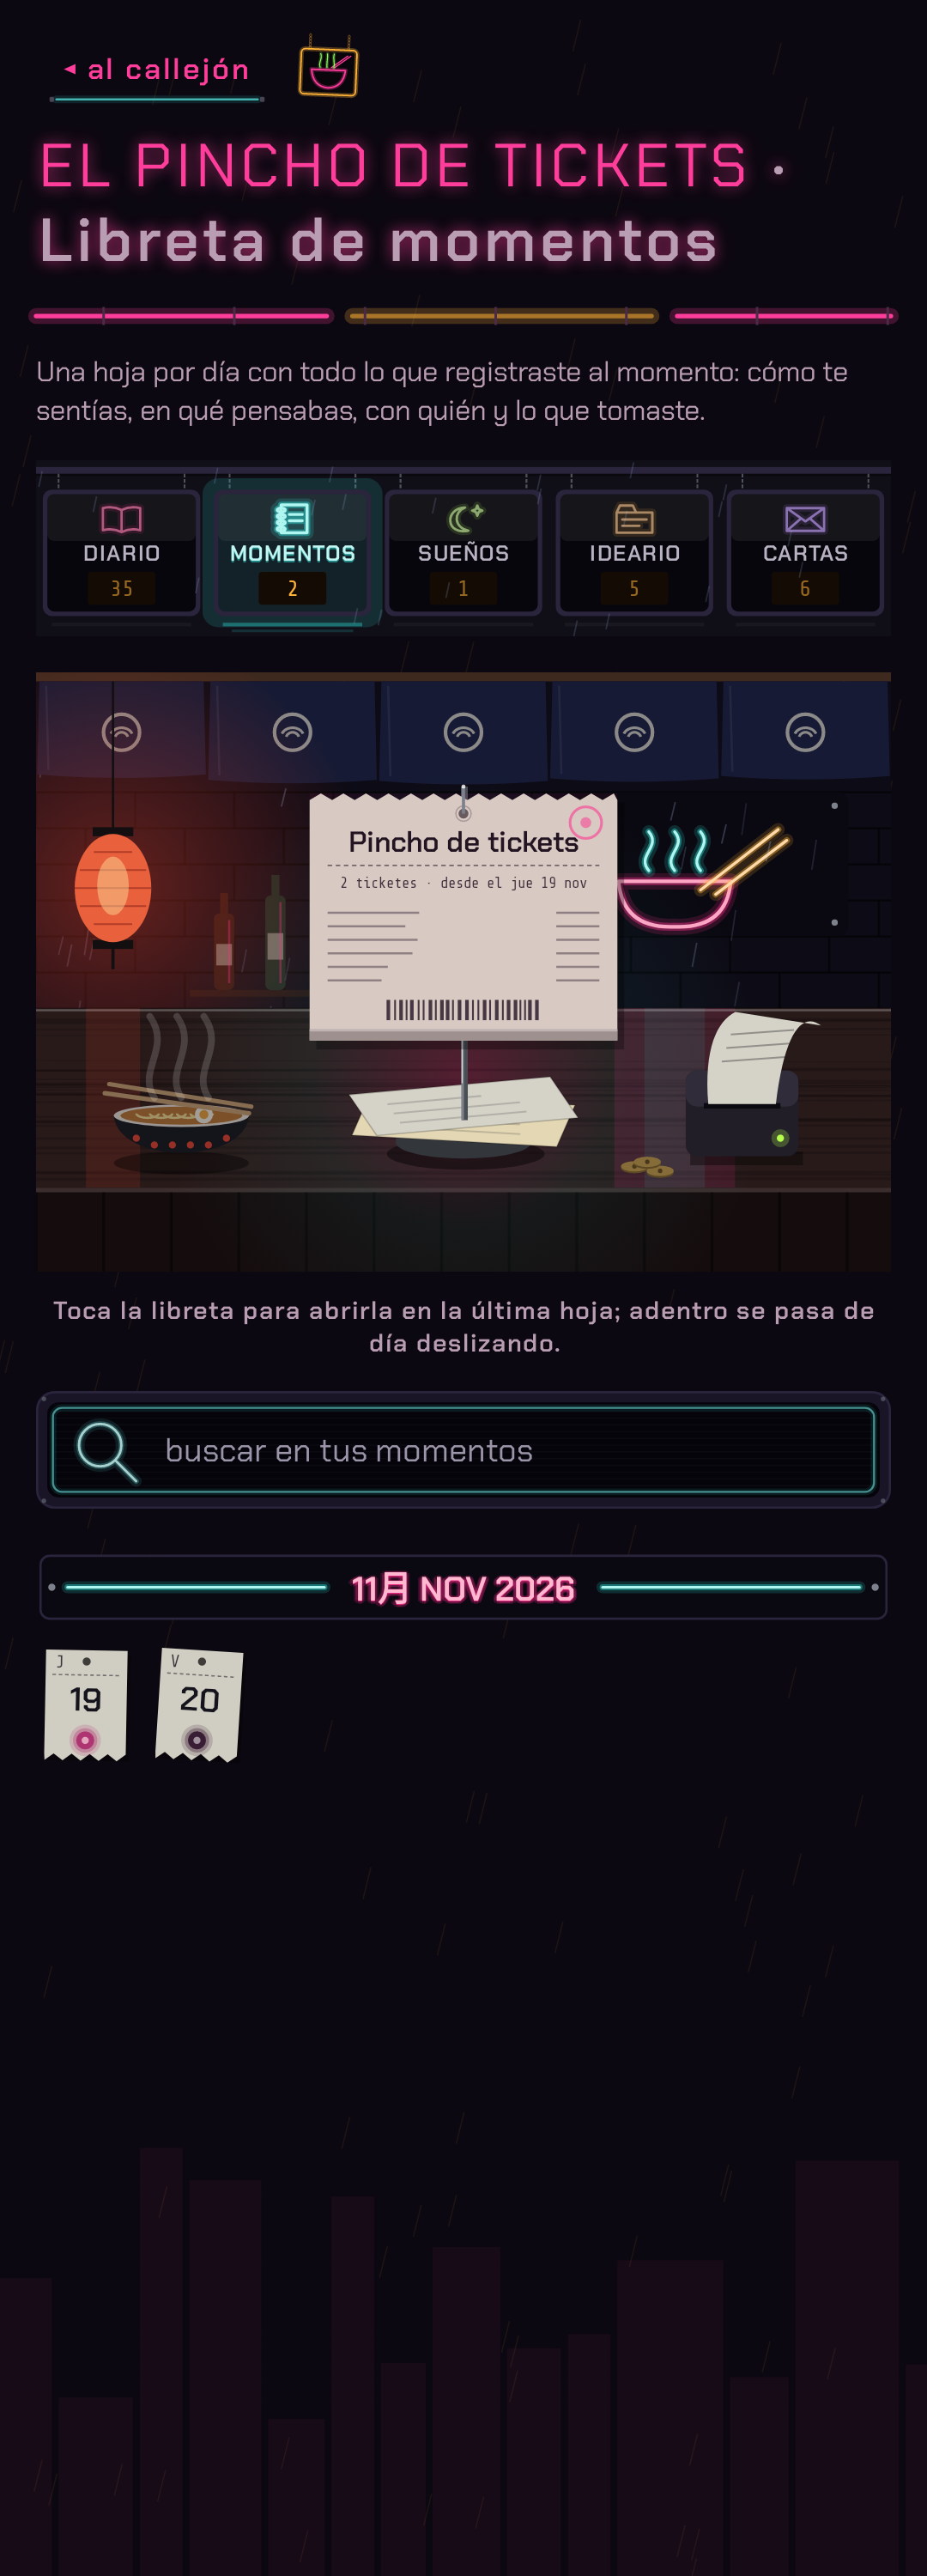 ◂ al callejón
EL PINCHO DE TICKETS ·
Libreta de momentos
Una hoja por día con todo lo que registraste al momento: cómo te
sentías, en qué pensabas, con quién y lo que tomaste.
DIARIO
35
MOMENTOS
2
SUEÑOS
1
IDEARIO
5
CARTAS
6
Pincho de tickets
2 ticketes · desde el jue 19 nov
Toca la libreta para abrirla en la última hoja; adentro se pasa de
día deslizando.
buscar en tus momentos
11月 NOV 2026
J
19
V
20